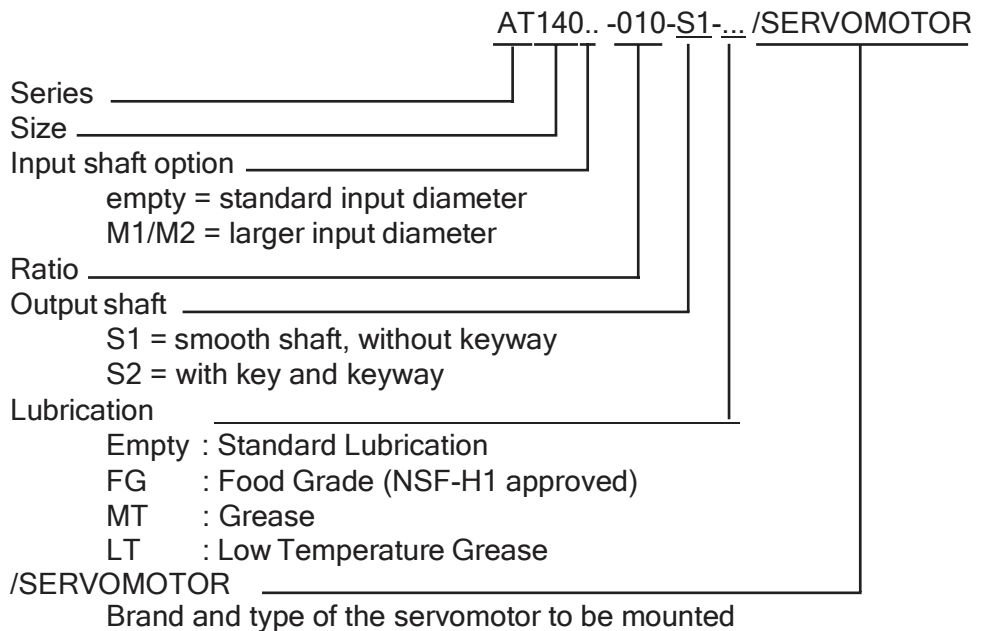 AT140.. -010-S1-... /SERVOMOTOR
Series
Size
Input shaft option
empty = standard input diameter
M1/M2 = larger input diameter
Ratio
Output shaft
S1 = smooth shaft, without keyway
S2 = with key and keyway
Lubrication
Empty : Standard Lubrication
FG : Food Grade (NSF-H1 approved)
MT : Grease
LT : Low Temperature Grease
/SERVOMOTOR
Brand and type of the servomotor to be mounted